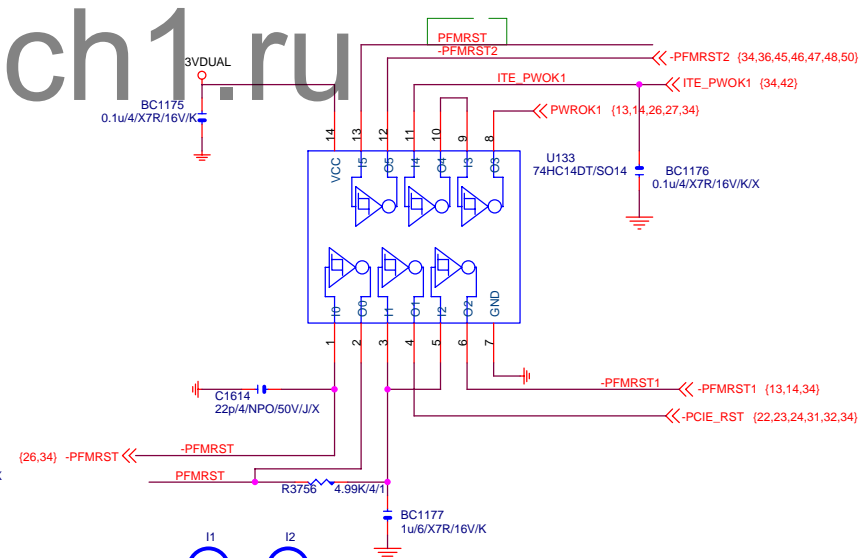 ch1.ru
PFMRST
-PFMRST2
-PFMRST2 {34,36,45,46,47,48,50}
3VDUAL
ITE_PWOK1
ITE_PWOK1 {34,42}
BC1175
0.1u/4/X7R/16V/K
PWROK1 {13,14,26,27,34}
14 13 12 11 10 9 8
VCC I5 O5 I4 O4 I3 O3
U133
74HC14DT/SO14
BC1176
0.1u/4/X7R/16V/K/X
I0 O0 I1 O1 I2 O2 GND
1 2 3 4 5 6 7
-PFMRST1
-PFMRST1 {13,14,34}
C1614
22p/4/NPO/50V/J/X
-PCIE_RST {22,23,24,31,32,34}
{26,34} -PFMRST
-PFMRST
PFMRST
R3756 4.99K/4/1
BC1177
1u/6/X7R/16V/K
I1 I2